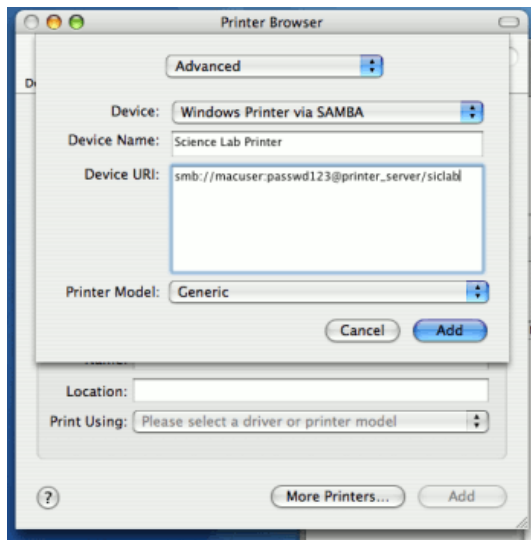 Printer Browser
Advanced
Device: Windows Printer via SAMBA
Device Name: Science Lab Printer
Device URI: smb://macuser:passwd123@printer_server/siclab
Printer Model: Generic
Cancel Add
Location:
Print Using: Please select a driver or printer model
? More Printers... Add